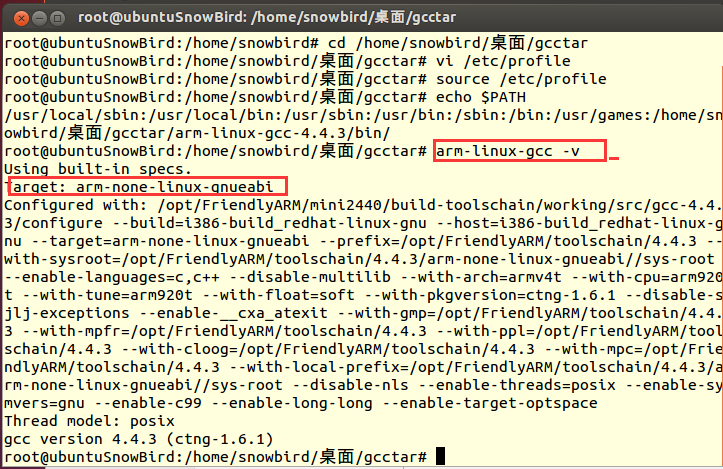 root@ubuntuSnowBird: /home/snowbird/桌面/gcctar
root@ubuntuSnowBird:/home/snowbird# cd /home/snowbird/桌面/gcctar
root@ubuntuSnowBird:/home/snowbird/桌面/gcctar# vi /etc/profile
root@ubuntuSnowBird:/home/snowbird/桌面/gcctar# source /etc/profile
root@ubuntuSnowBird:/home/snowbird/桌面/gcctar# echo $PATH
/usr/local/sbin:/usr/local/bin:/usr/sbin:/usr/bin:/sbin:/bin:/usr/games:/home/sn
owbird/桌面/gcctar/arm-linux-gcc-4.4.3/bin/
root@ubuntuSnowBird:/home/snowbird/桌面/gcctar# arm-linux-gcc -v
Using built-in specs.
Target: arm-none-linux-gnueabi
Configured with: /opt/FriendlyARM/mini2440/build-toolschain/working/src/gcc-4.4.
3/configure --build=i386-build_redhat-linux-gnu --host=i386-build_redhat-linux-g
nu --target=arm-none-linux-gnueabi --prefix=/opt/FriendlyARM/toolschain/4.4.3 --
with-sysroot=/opt/FriendlyARM/toolschain/4.4.3/arm-none-linux-gnueabi//sys-root
--enable-languages=c,c++ --disable-multilib --with-arch=armv4t --with-cpu=arm920
t --with-tune=arm920t --with-float=soft --with-pkgversion=ctng-1.6.1 --disable-s
jlj-exceptions --enable-__cxa_atexit --with-gmp=/opt/FriendlyARM/toolschain/4.4.
3 --with-mpfr=/opt/FriendlyARM/toolschain/4.4.3 --with-ppl=/opt/FriendlyARM/tool
schain/4.4.3 --with-cloog=/opt/FriendlyARM/toolschain/4.4.3 --with-mpc=/opt/Frie
ndlyARM/toolschain/4.4.3 --with-local-prefix=/opt/FriendlyARM/toolschain/4.4.3/a
rm-none-linux-gnueabi//sys-root --disable-nls --enable-threads=posix --enable-sy
mvers=gnu --enable-c99 --enable-long-long --enable-target-optspace
Thread model: posix
gcc version 4.4.3 (ctng-1.6.1)
root@ubuntuSnowBird:/home/snowbird/桌面/gcctar#